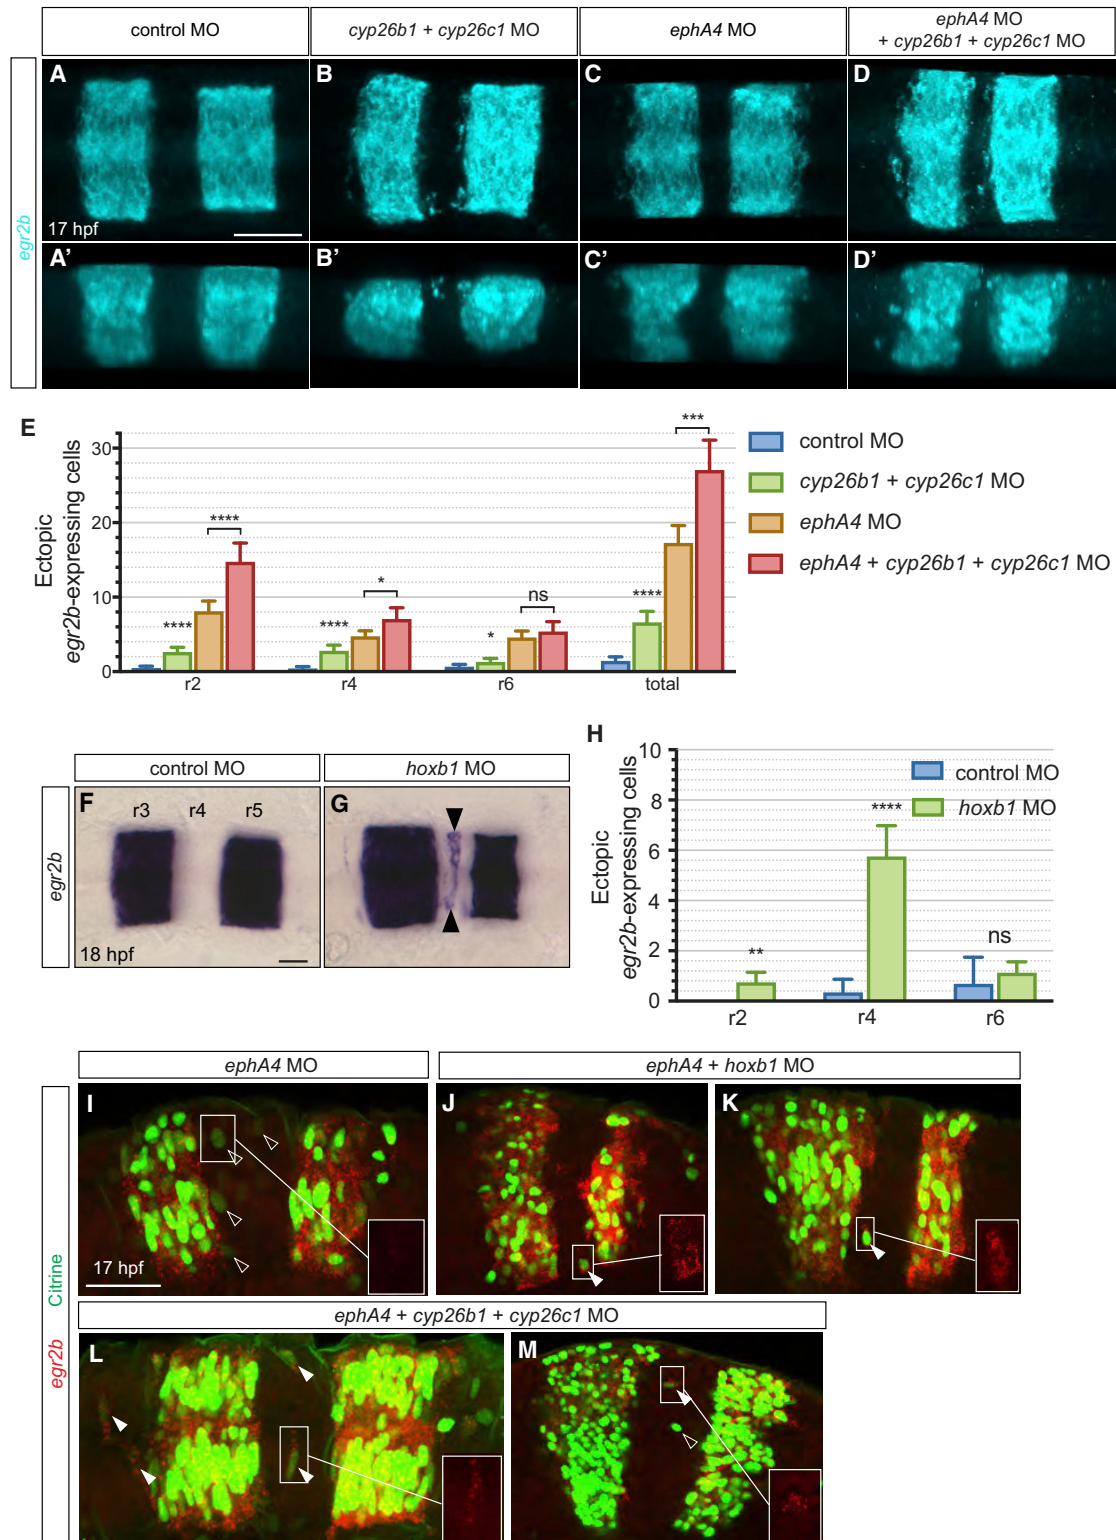 control MO
cyp26b1 + cyp26c1 MO
ephA4 MO
ephA4 MO
+ cyp26b1 + cyp26c1 MO
egr2b
A
B
C
D
17 hpf
A'
B'
C'
D'
E
Ectopic
egr2b-expressing cells
30
20
10
0
****
****
****
*
*
ns
****
***
r2
r4
r6
total
control MO
cyp26b1 + cyp26c1 MO
ephA4 MO
ephA4 + cyp26b1 + cyp26c1 MO
control MO
hoxb1 MO
egr2b
F
r3
r4
r5
18 hpf
G
H
Ectopic
egr2b-expressing cells
10
8
6
4
2
0
**
****
ns
r2
r4
r6
control MO
hoxb1 MO
ephA4 MO
ephA4 + hoxb1 MO
egr2b Citrine
I
17 hpf
J
K
ephA4 + cyp26b1 + cyp26c1 MO
L
M